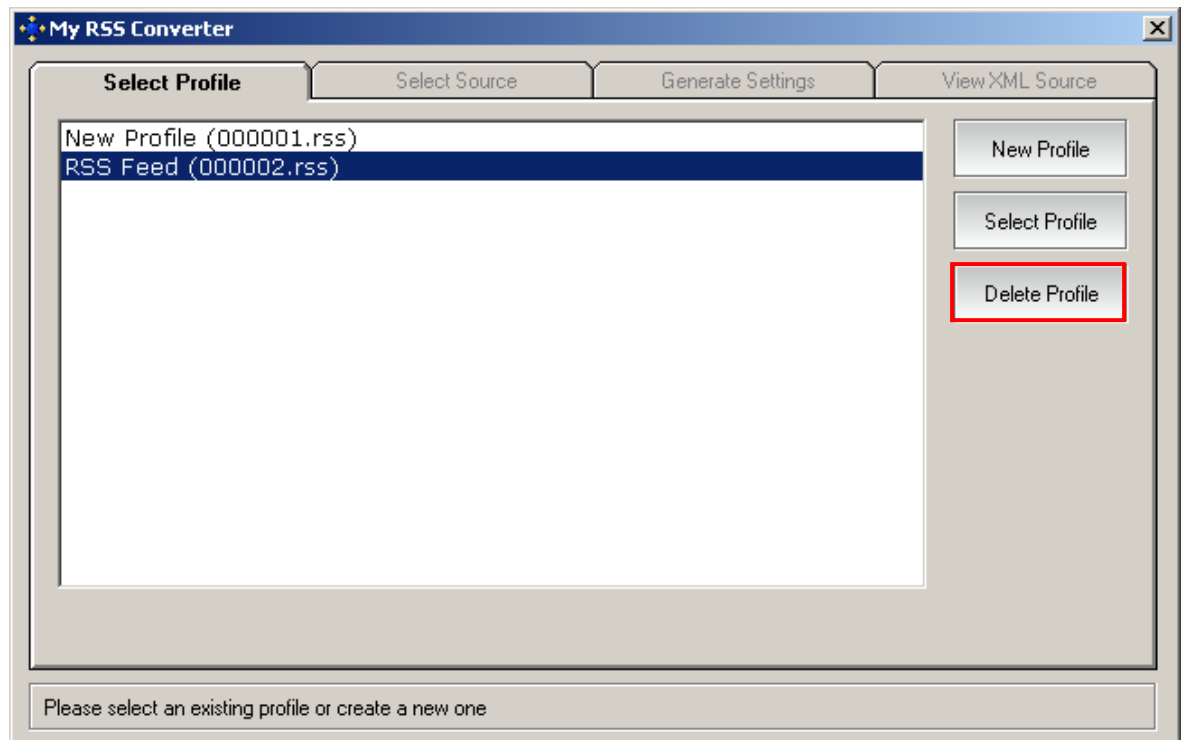 My RSS Converter
Select Profile
Select Source
Generate Settings
View XML Source
New Profile (000001.rss)
RSS Feed (000002.rss)
New Profile
Select Profile
Delete Profile
Please select an existing profile or create a new one